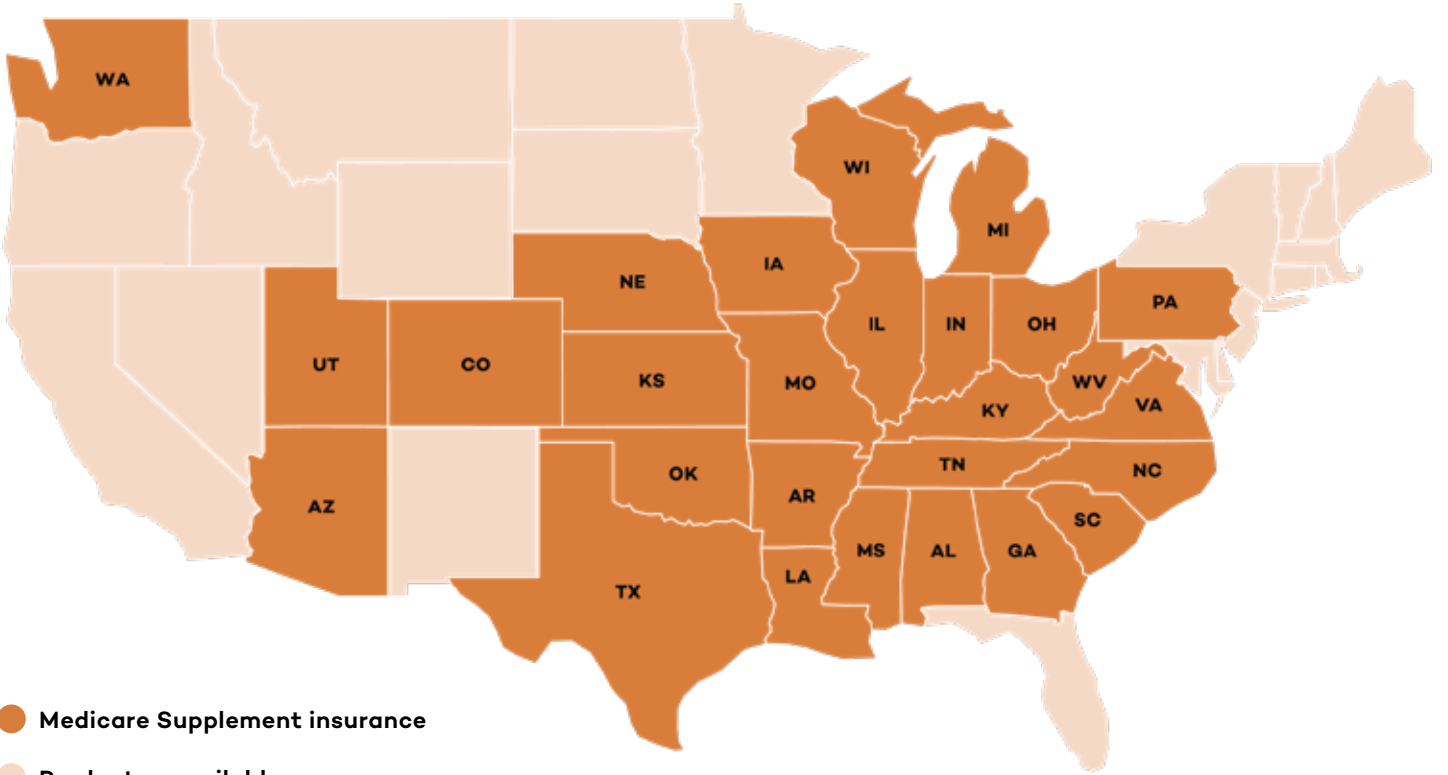 WA
WI
MI
IA
NE
PA
IL
IN
OH
UT
CO
KS
MO
WV
VA
KY
TN
NC
OK
AZ
AR
SC
MS
AL
GA
LA
TX
Medicare Supplement insurance